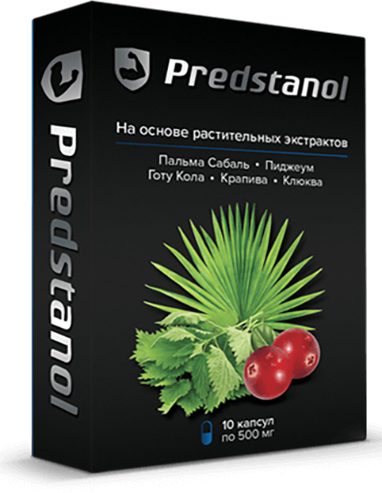 Predstanol
На основе растительных экстрактов
Пальма Сабаль • Пиджеум
Готу Кола • Крапива • Клюква
10 капсул
по 500 мг
Predstanol